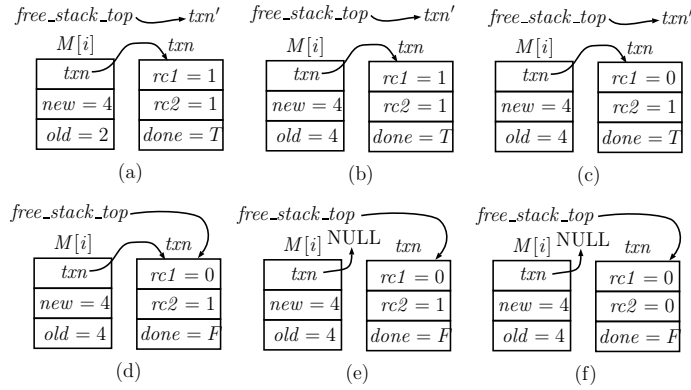 free_stack_top txn′ free_stack_top txn′ free_stack_top txn′
M[i] txn M[i] txn M[i] txn
txn rc1 = 1 txn rc1 = 1 txn rc1 = 0
new = 4 rc2 = 1 new = 4 rc2 = 1 new = 4 rc2 = 1
old = 2 done = T old = 4 done = T old = 4 done = T
(a) (b) (c)
free_stack_top free_stack_top free_stack_top
M[i] txn M[i] NULL txn M[i] NULL txn
txn rc1 = 0 txn rc1 = 0 txn rc1 = 0
new = 4 rc2 = 1 new = 4 rc2 = 1 new = 4 rc2 = 0
old = 4 done = F old = 4 done = F old = 4 done = F
(d) (e) (f)